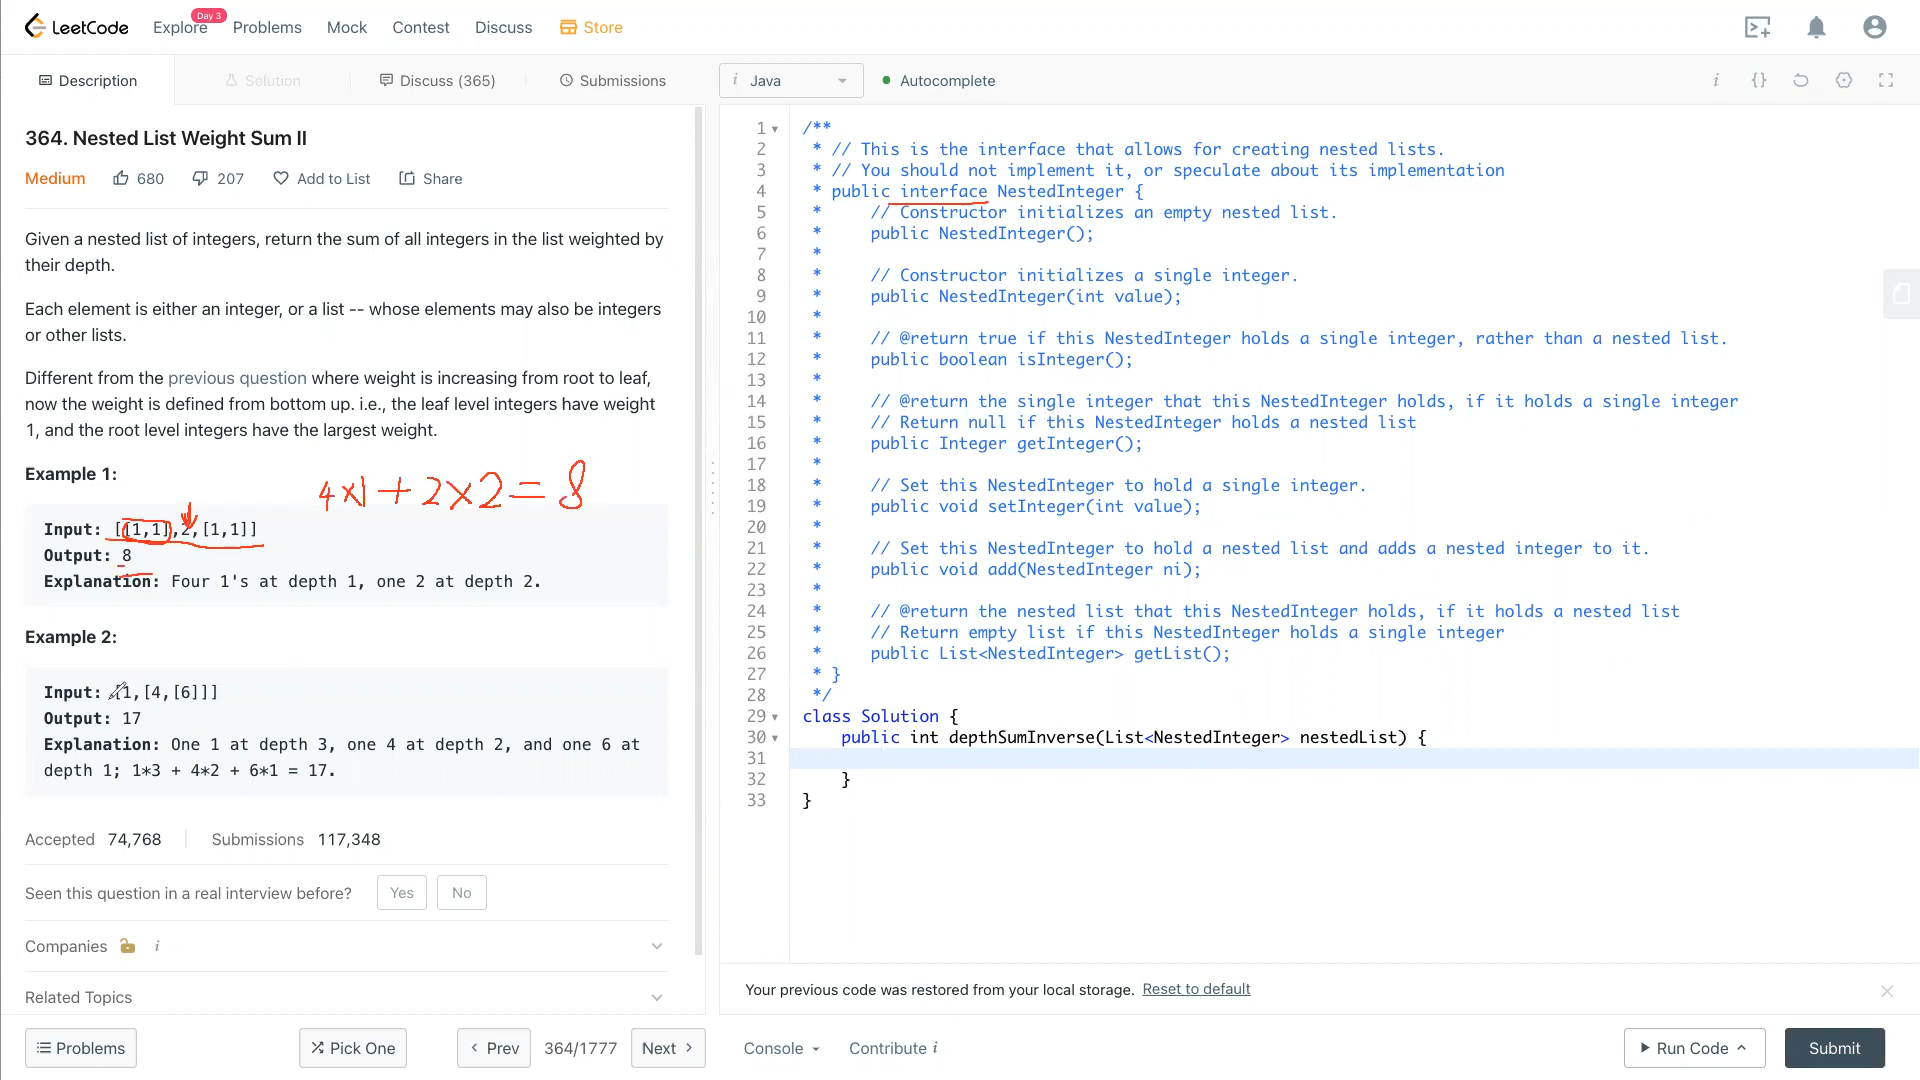 LeetCode Explore Day 3 Problems Mock Contest Discuss Store
Description Solution Discuss (365) Submissions
364. Nested List Weight Sum II
Medium 680 207 Add to List Share
Given a nested list of integers, return the sum of all integers in the list weighted by
their depth.
Each element is either an integer, or a list -- whose elements may also be integers
or other lists.
Different from the previous question where weight is increasing from root to leaf,
now the weight is defined from bottom up. i.e., the leaf level integers have weight
1, and the root level integers have the largest weight.
Example 1:
4x1+2x2=8
Input: [[1,1],2,[1,1]]
Output: 8
Explanation: Four 1's at depth 1, one 2 at depth 2.
Example 2:
Input: [1,[4,[6]]]
Output: 17
Explanation: One 1 at depth 3, one 4 at depth 2, and one 6 at
depth 1; 1*3 + 4*2 + 6*1 = 17.
Accepted 74,768 Submissions 117,348
Seen this question in a real interview before? Yes No
Companies i
Related Topics
Problems Pick One Prev 364/1777 Next
i Java Autocomplete i {}
1 /**
2 * // This is the interface that allows for creating nested lists.
3 * // You should not implement it, or speculate about its implementation
4 * public interface NestedInteger {
5 *     // Constructor initializes an empty nested list.
6 *     public NestedInteger();
7 *
8 *     // Constructor initializes a single integer.
9 *     public NestedInteger(int value);
10 *
11 *     // @return true if this NestedInteger holds a single integer, rather than a nested list.
12 *     public boolean isInteger();
13 *
14 *     // @return the single integer that this NestedInteger holds, if it holds a single integer
15 *     // Return null if this NestedInteger holds a nested list
16 *     public Integer getInteger();
17 *
18 *     // Set this NestedInteger to hold a single integer.
19 *     public void setInteger(int value);
20 *
21 *     // Set this NestedInteger to hold a nested list and adds a nested integer to it.
22 *     public void add(NestedInteger ni);
23 *
24 *     // @return the nested list that this NestedInteger holds, if it holds a nested list
25 *     // Return empty list if this NestedInteger holds a single integer
26 *     public List<NestedInteger> getList();
27 * }
28 */
29 class Solution {
30     public int depthSumInverse(List<NestedInteger> nestedList) {
31
32     }
33 }
Your previous code was restored from your local storage. Reset to default
Console Contribute i Run Code Submit